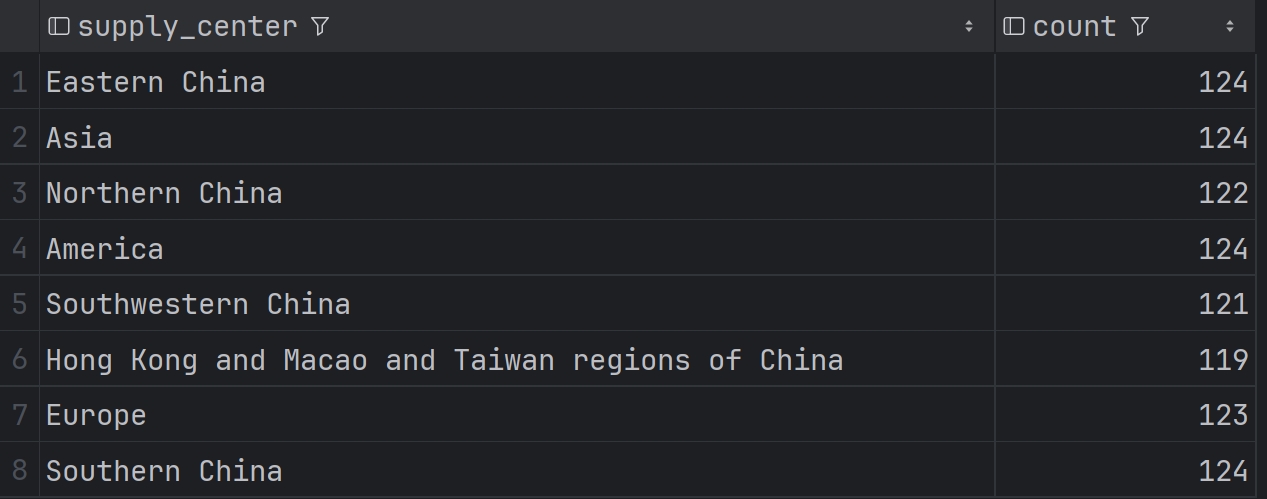 supply_center count
1 Eastern China 124
2 Asia 124
3 Northern China 122
4 America 124
5 Southwestern China 121
6 Hong Kong and Macao and Taiwan regions of China 119
7 Europe 123
8 Southern China 124